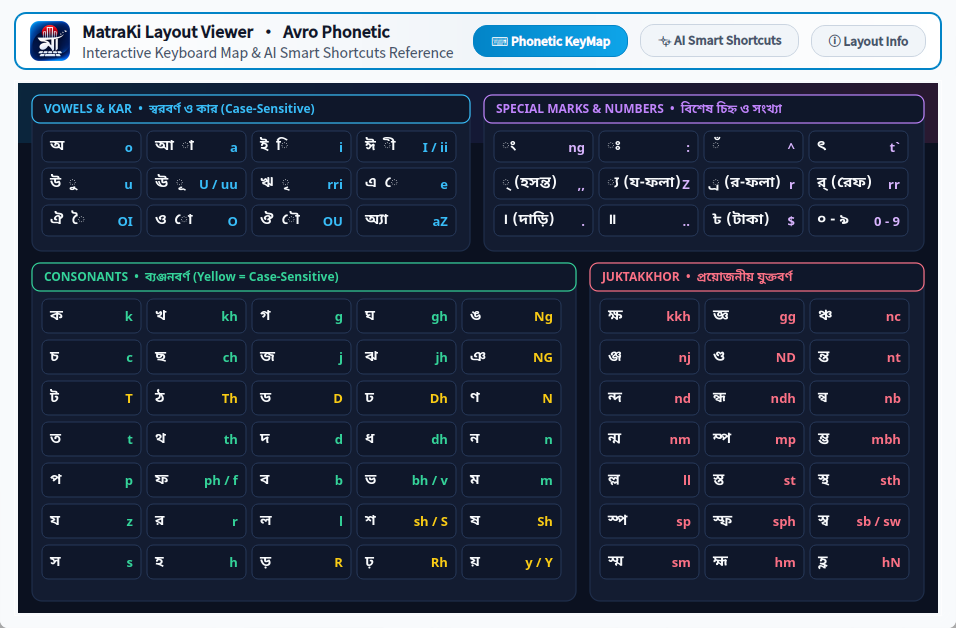 MatraKi Layout Viewer • Avro Phonetic
Interactive Keyboard Map & AI Smart Shortcuts Reference
Phonetic KeyMap
AI Smart Shortcuts
Layout Info
VOWELS & KAR • স্বরবর্ণ ও কার (Case-Sensitive)
অ o আ া a ই ি i ঈ ী I / ii
উ ু u ঊ ূ U / uu ঋ ৃ rri এ ে e
ঐ ৈ OI ও ো O ঔ ৌ OU অ্যা aZ
SPECIAL MARKS & NUMBERS • বিশেষ চিহ্ন ও সংখ্যা
ং ng ঃ : ঁ ^ ৎ t`
্ (হসন্ত) ,, ্য (য-ফলা) Z ্র (র-ফলা) r র্ (রেফ) rr
। (দাড়ি) . ॥ .. ৳ (টাকা) $ ০ - ৯ 0 - 9
CONSONANTS • ব্যঞ্জনবর্ণ (Yellow = Case-Sensitive)
ক k খ kh গ g ঘ gh ঙ Ng
চ c ছ ch জ j ঝ jh ঞ NG
ট T ঠ Th ড D ঢ Dh ণ N
ত t থ th দ d ধ dh ন n
প p ফ ph / f ব b ভ bh / v ম m
য z র r ল l শ sh / S ষ Sh
স s হ h ড় R ঢ় Rh য় y / Y
JUKTAKKHOR • প্রয়োজনীয় যুক্তবর্ণ
ক্ষ kkh জ্ঞ gg ঞ্চ nc
ঞ্জ nj ণ্ড ND ন্ত nt
ন্দ nd ন্ধ ndh ন্ব nb
ন্ম nm ম্প mp ম্ভ mbh
ল্ল ll স্ত st স্থ sth
স্প sp স্ফ sph স্ব sb / sw
স্ম sm হ্ম hm হ্ণ hN